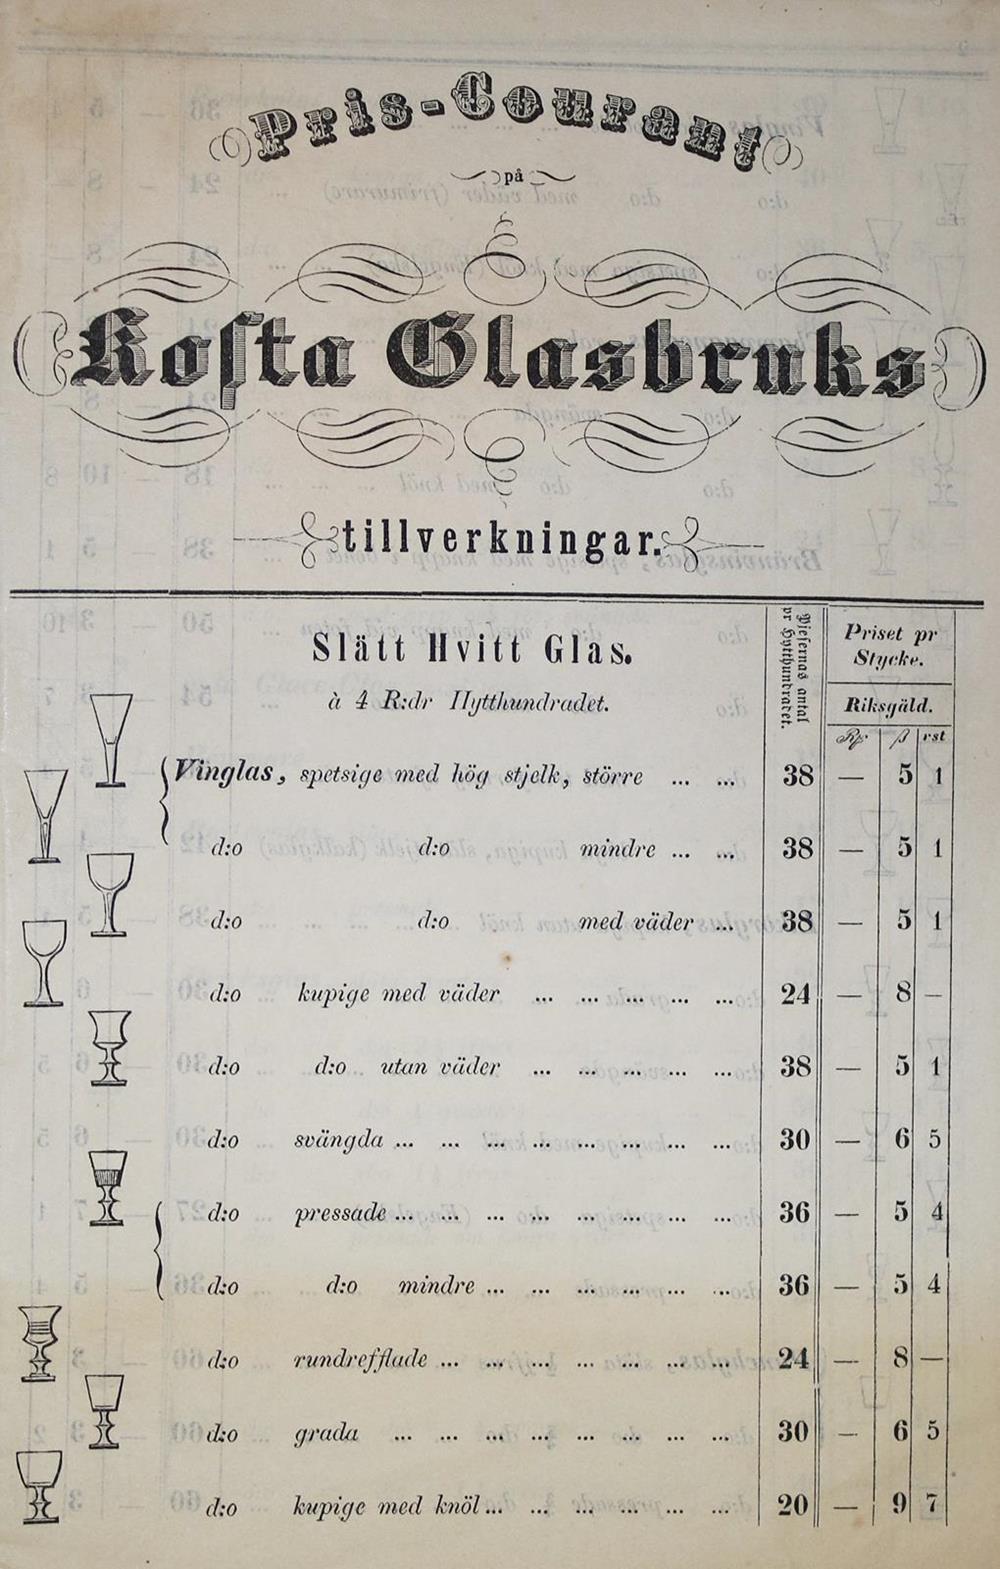 Pris-Courant
på
Kosta Glasbruks
tillverkningar.
Slätt Hvitt Glas.
à 4 R:dr Hytthundradet.
Pjesernas antal pr Hytthundradet.
Priset pr Stycke.
Riksgäld.
ß rst
Vinglas, spetsige med hög stjelk, större ... ... 38 — 5 1
d:o d:o mindre ... ... 38 — 5 1
d:o d:o med väder ... 38 — 5 1
d:o kupige med väder ... ... ... ... ... 24 — 8 —
d:o d:o utan väder ... ... ... ... ... 38 — 5 1
d:o svängda ... ... ... ... ... ... ... ... 30 — 6 5
d:o pressade ... ... ... ... ... ... ... ... 36 — 5 4
d:o d:o mindre ... ... ... ... ... ... 36 — 5 4
d:o rundrefflade ... ... ... ... ... ... ... 24 — 8 —
d:o grada ... ... ... ... ... ... ... ... 30 — 6 5
d:o kupige med knöl ... ... ... ... ... ... 20 — 9 7